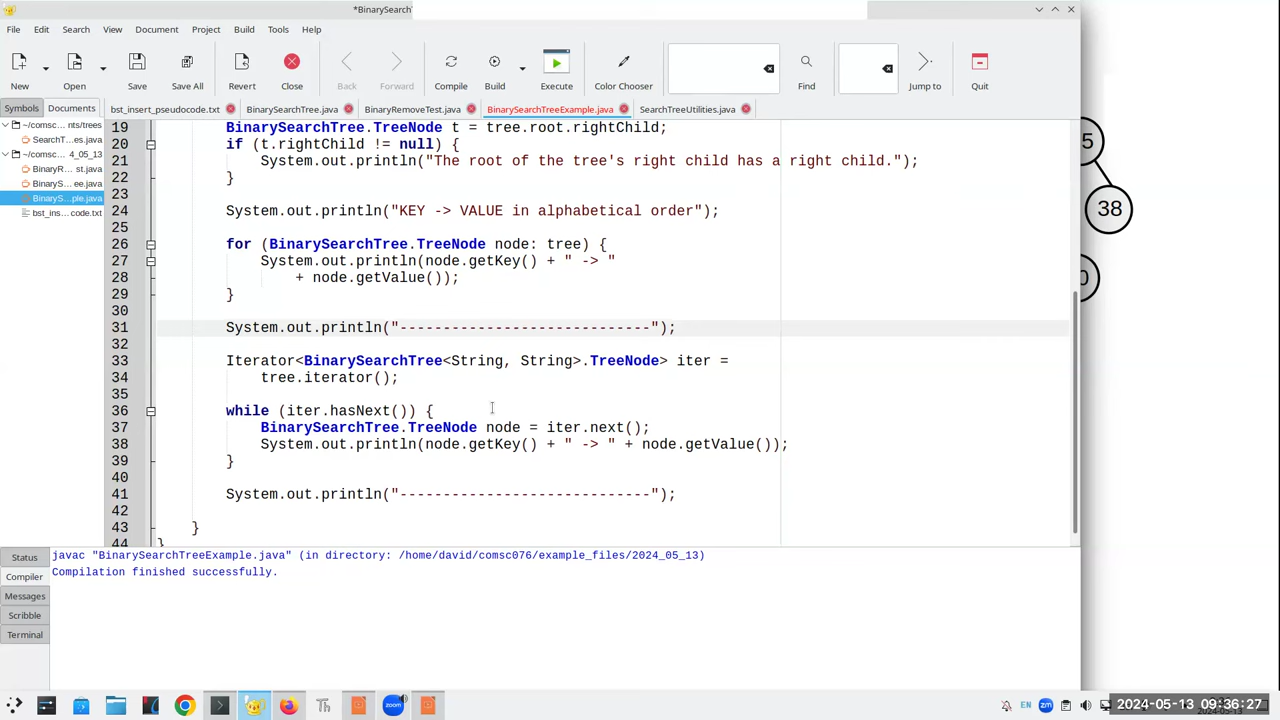 *BinarySearch
File Edit Search View Document Project Build Tools Help
New Open Save Save All Revert Close Back Forward Compile Build Execute Color Chooser Find Jump to Quit
Symbols Documents bst_insert_pseudocode.txt BinarySearchTree.java BinaryRemoveTest.java BinarySearchTreeExample.java SearchTreeUtilities.java
~/comsc... nts/trees
SearchT...es.java
~/comsc... 4_05_13
BinaryR... st.java
BinaryS... ee.java
BinaryS...ple.java
bst_ins...code.txt
19 BinarySearchTree.TreeNode t = tree.root.rightChild;
20 if (t.rightChild != null) {
21 System.out.println("The root of the tree's right child has a right child.");
22 }
23
24 System.out.println("KEY -> VALUE in alphabetical order");
25
26 for (BinarySearchTree.TreeNode node: tree) {
27 System.out.println(node.getKey() + " -> "
28 + node.getValue());
29 }
30
31 System.out.println("-----------------------------");
32
33 Iterator<BinarySearchTree<String, String>.TreeNode> iter =
34 tree.iterator();
35
36 while (iter.hasNext()) {
37 BinarySearchTree.TreeNode node = iter.next();
38 System.out.println(node.getKey() + " -> " + node.getValue());
39 }
40
41 System.out.println("-----------------------------");
42
43 }
44 }
5
38
0
Status
Compiler
Messages
Scribble
Terminal
javac "BinarySearchTreeExample.java" (in directory: /home/david/comsc076/example_files/2024_05_13)
Compilation finished successfully.
Th zoom EN zm 2024-05-13 09:36:27